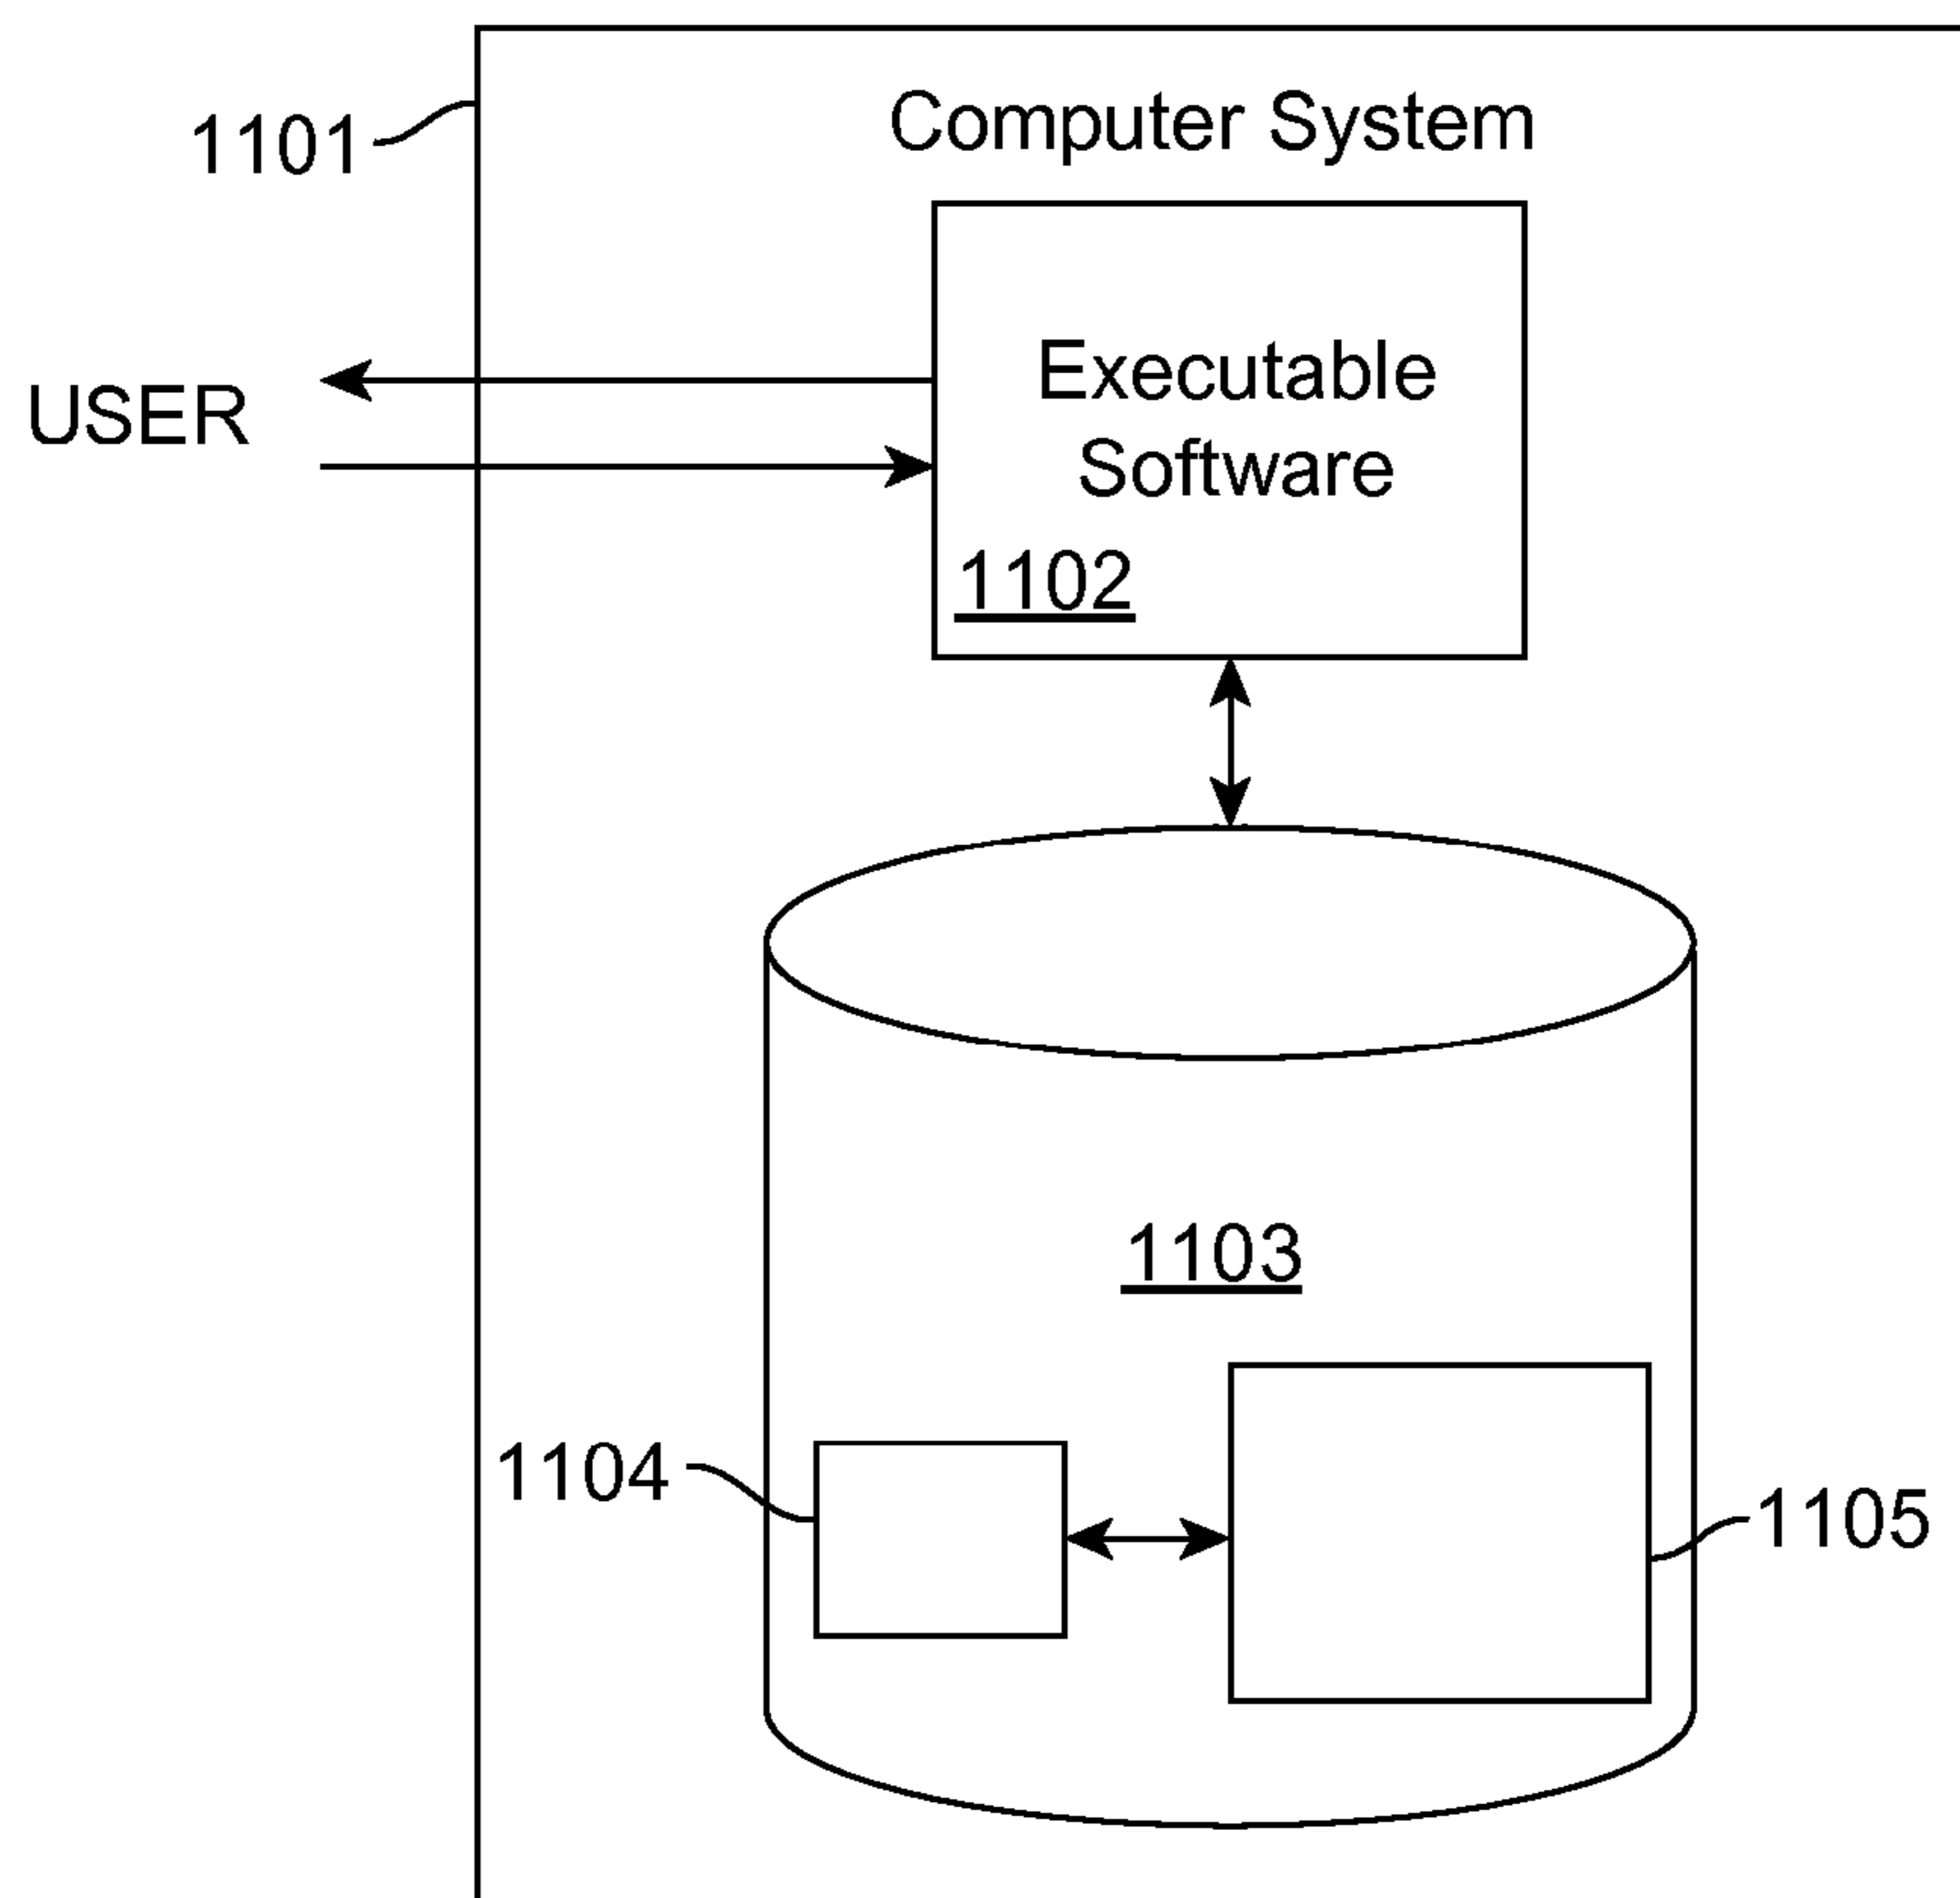 Computer System
1101
USER
Executable
Software
1102
1103
1104
1105